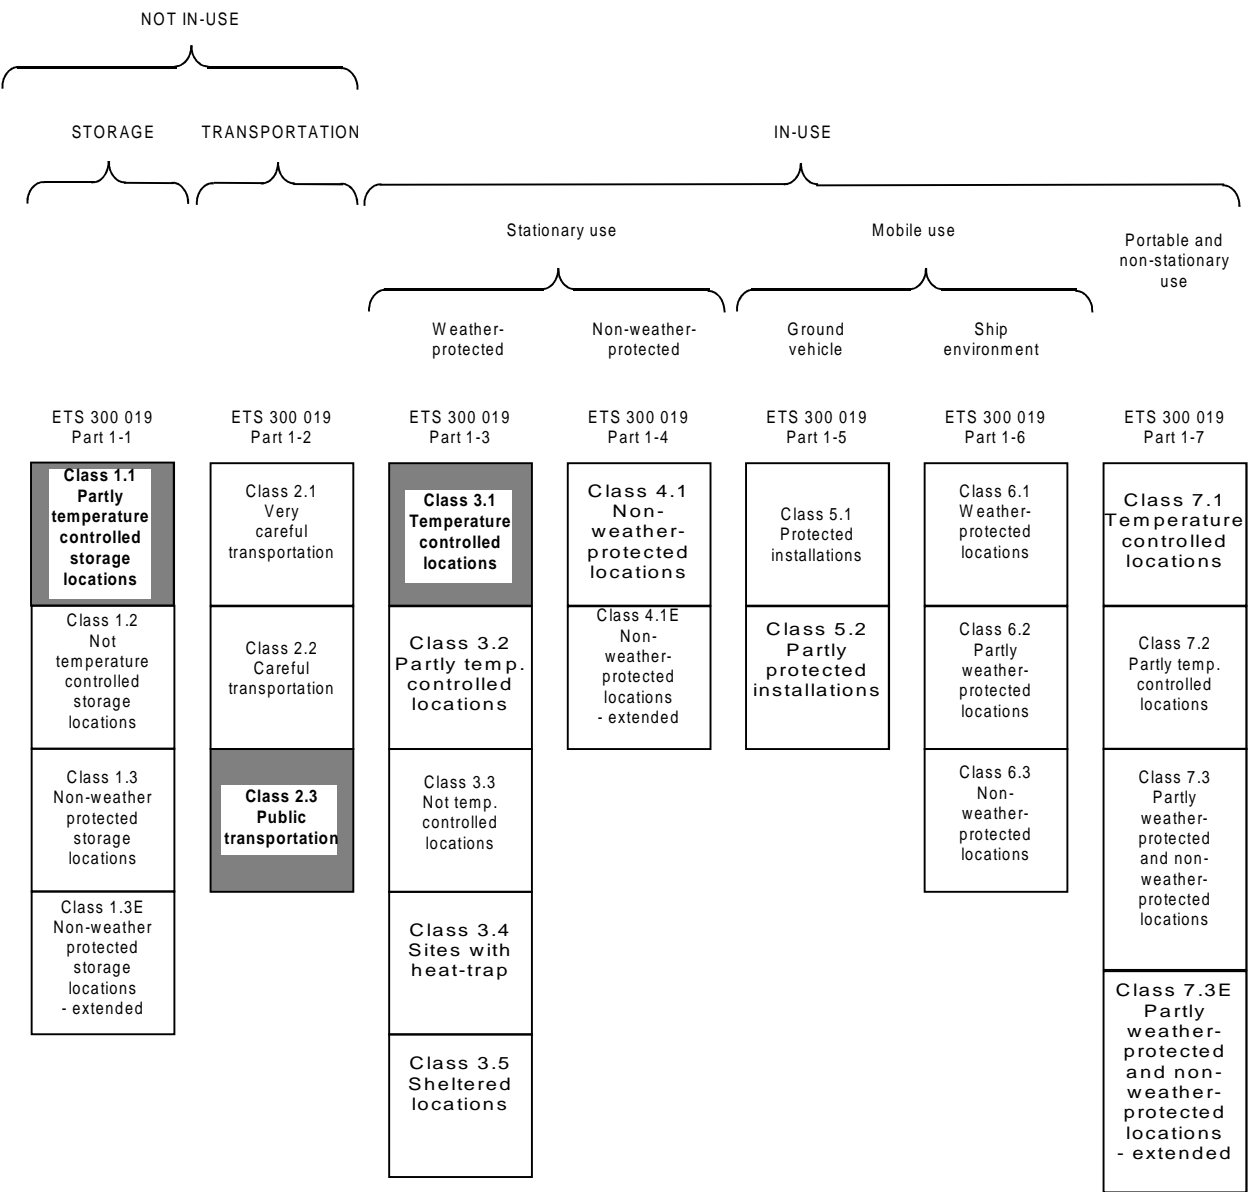 NOT IN-USE
STORAGE
TRANSPORTATION
IN-USE
Stationary use
Mobile use
Portable and
non-stationary
use
Weather-
protected
Non-weather-
protected
Ground
vehicle
Ship
environment
ETS 300 019
Part 1-1
ETS 300 019
Part 1-2
ETS 300 019
Part 1-3
ETS 300 019
Part 1-4
ETS 300 019
Part 1-5
ETS 300 019
Part 1-6
ETS 300 019
Part 1-7
Class 1.1
Partly
temperature
controlled
storage
locations
Class 2.1
Very
careful
transportation
Class 3.1
Temperature
controlled
locations
Class 4.1
Non-
weather-
protected
locations
Class 5.1
Protected
installations
Class 6.1
Weather-
protected
locations
Class 7.1
Temperature
controlled
locations
Class 1.2
Not
temperature
controlled
storage
locations
Class 2.2
Careful
transportation
Class 3.2
Partly temp.
controlled
locations
Class 4.1E
Non-
weather-
protected
locations
- extended
Class 5.2
Partly
protected
installations
Class 6.2
Partly
weather-
protected
locations
Class 7.2
Partly temp.
controlled
locations
Class 1.3
Non-weather
protected
storage
locations
Class 2.3
Public
transportation
Class 3.3
Not temp.
controlled
locations
Class 6.3
Non-
weather-
protected
locations
Class 7.3
Partly
weather-
protected
and non-
weather-
protected
locations
Class 1.3E
Non-weather
protected
storage
locations
- extended
Class 3.4
Sites with
heat-trap
Class 7.3E
Partly
weather-
protected
and non-
weather-
protected
locations
- extended
Class 3.5
Sheltered
locations